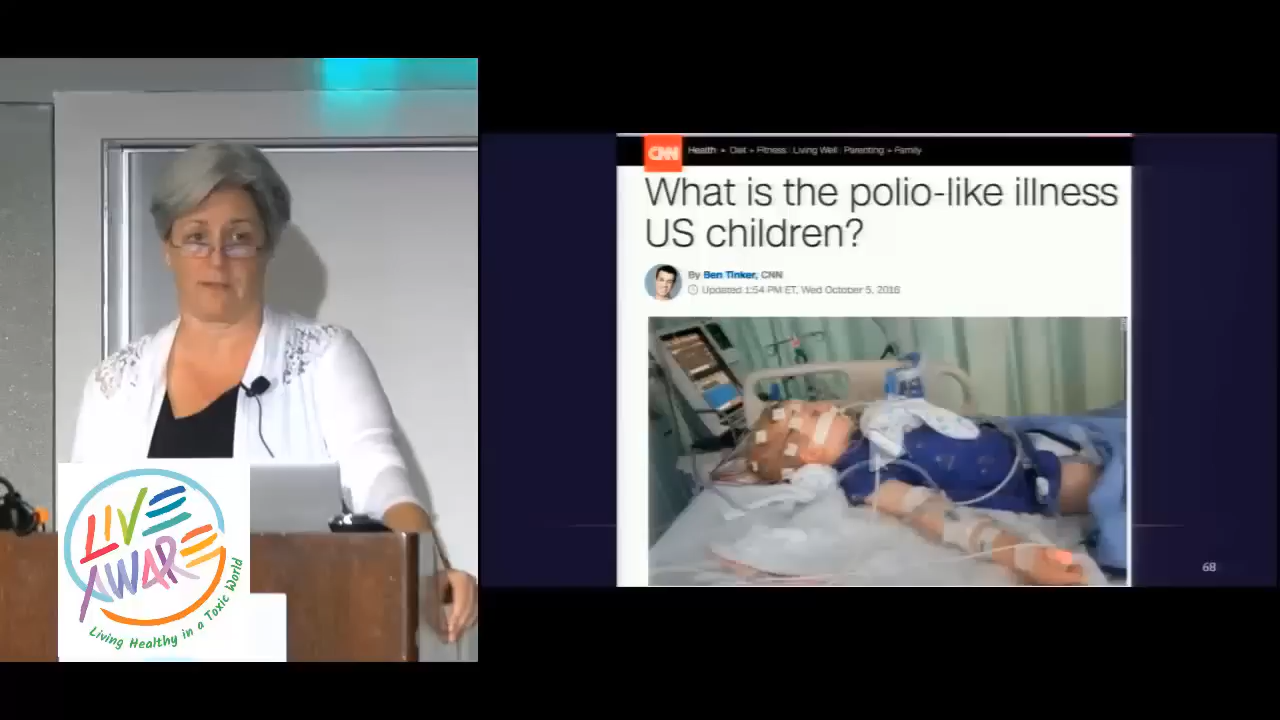 LIVE
AWARE
Living Healthy in a Toxic World
CNN
Health + Diet + Fitness Living Well Parenting + Family
What is the polio-like illness
US children?
By Ben Tinker, CNN
Updated 1:54 PM ET, Wed October 5, 2016
68